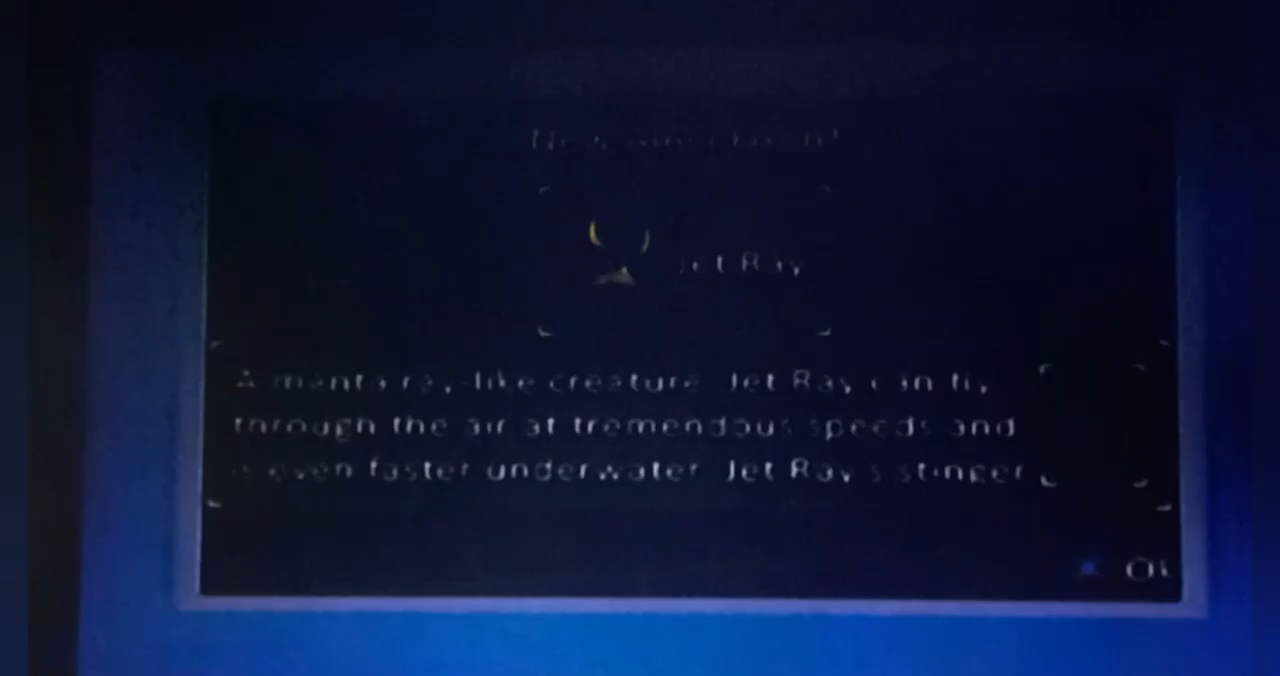 Jet Ray
A manta ray-like creature. Jet Ray can fly
through the air at tremendous speeds and
is even faster underwater. Jet Ray's stinger
Ok